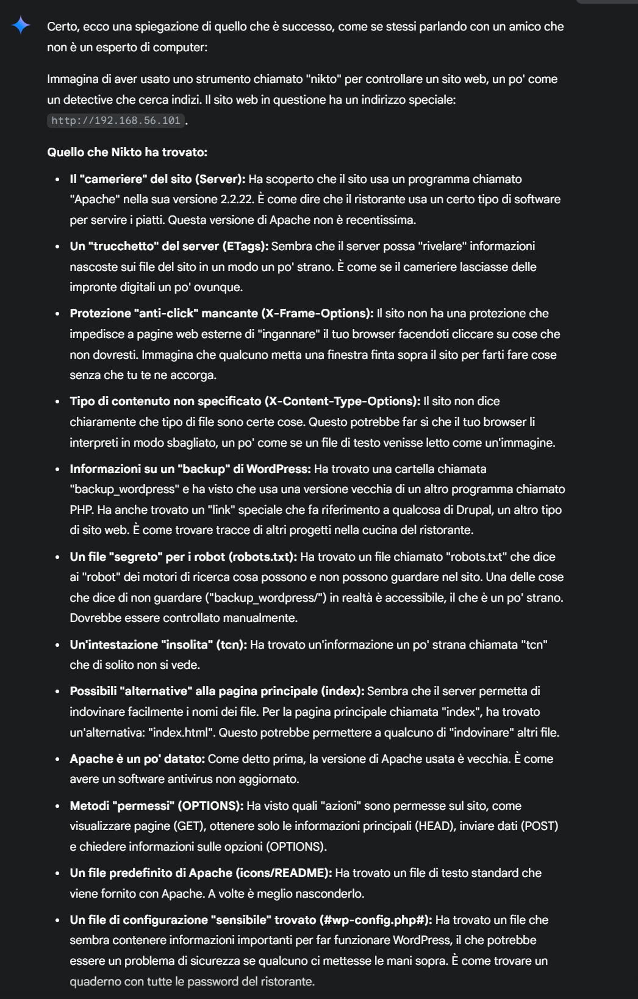 Certo, ecco una spiegazione di quello che è successo, come se stessi parlando con un amico che
non è un esperto di computer:
Immagina di aver usato uno strumento chiamato "nikto" per controllare un sito web, un po' come
un detective che cerca indizi. Il sito web in questione ha un indirizzo speciale:
http://192.168.56.101.
Quello che Nikto ha trovato:
• Il "cameriere" del sito (Server): Ha scoperto che il sito usa un programma chiamato
"Apache" nella sua versione 2.2.22. È come dire che il ristorante usa un certo tipo di software
per servire i piatti. Questa versione di Apache non è recentissima.
• Un "trucchetto" del server (ETags): Sembra che il server possa "rivelare" informazioni
nascoste sui file del sito in un modo un po' strano. È come se il cameriere lasciasse delle
impronte digitali un po' ovunque.
• Protezione "anti-click" mancante (X-Frame-Options): Il sito non ha una protezione che
impedisce a pagine web esterne di "ingannare" il tuo browser facendoti cliccare su cose che
non dovresti. Immagina che qualcuno metta una finestra finta sopra il sito per farti fare cose
senza che tu te ne accorga.
• Tipo di contenuto non specificato (X-Content-Type-Options): Il sito non dice
chiaramente che tipo di file sono certe cose. Questo potrebbe far sì che il tuo browser li
interpreti in modo sbagliato, un po' come se un file di testo venisse letto come un'immagine.
• Informazioni su un "backup" di WordPress: Ha trovato una cartella chiamata
"backup_wordpress" e ha visto che usa una versione vecchia di un altro programma chiamato
PHP. Ha anche trovato un "link" speciale che fa riferimento a qualcosa di Drupal, un altro tipo
di sito web. È come trovare tracce di altri progetti nella cucina del ristorante.
• Un file "segreto" per i robot (robots.txt): Ha trovato un file chiamato "robots.txt" che dice
ai "robot" dei motori di ricerca cosa possono e non possono guardare nel sito. Una delle cose
che dice di non guardare ("backup_wordpress/") in realtà è accessibile, il che è un po' strano.
Dovrebbe essere controllato manualmente.
• Un'intestazione "insolita" (tcn): Ha trovato un'informazione un po' strana chiamata "tcn"
che di solito non si vede.
• Possibili "alternative" alla pagina principale (index): Sembra che il server permetta di
indovinare facilmente i nomi dei file. Per la pagina principale chiamata "index", ha trovato
un'alternativa: "index.html". Questo potrebbe permettere a qualcuno di "indovinare" altri file.
• Apache è un po' datato: Come detto prima, la versione di Apache usata è vecchia. È come
avere un software antivirus non aggiornato.
• Metodi "permessi" (OPTIONS): Ha visto quali "azioni" sono permesse sul sito, come
visualizzare pagine (GET), ottenere solo le informazioni principali (HEAD), inviare dati (POST)
e chiedere informazioni sulle opzioni (OPTIONS).
• Un file predefinito di Apache (icons/README): Ha trovato un file di testo standard che
viene fornito con Apache. A volte è meglio nasconderlo.
• Un file di configurazione "sensibile" trovato (#wp-config.php#): Ha trovato un file che
sembra contenere informazioni importanti per far funzionare WordPress, il che potrebbe
essere un problema di sicurezza se qualcuno ci mettesse le mani sopra. È come trovare un
quaderno con tutte le password del ristorante.